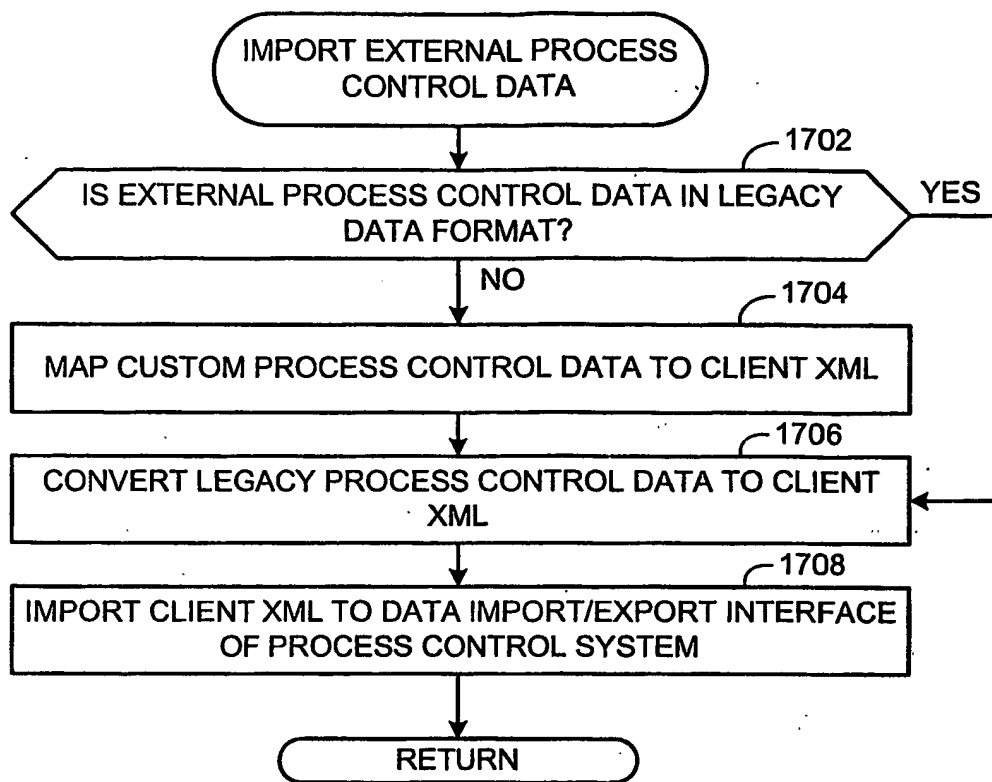 IMPORT EXTERNAL PROCESS
CONTROL DATA
1702
IS EXTERNAL PROCESS CONTROL DATA IN LEGACY
DATA FORMAT?
YES
NO
1704
MAP CUSTOM PROCESS CONTROL DATA TO CLIENT XML
1706
CONVERT LEGACY PROCESS CONTROL DATA TO CLIENT
XML
1708
IMPORT CLIENT XML TO DATA IMPORT/EXPORT INTERFACE
OF PROCESS CONTROL SYSTEM
RETURN